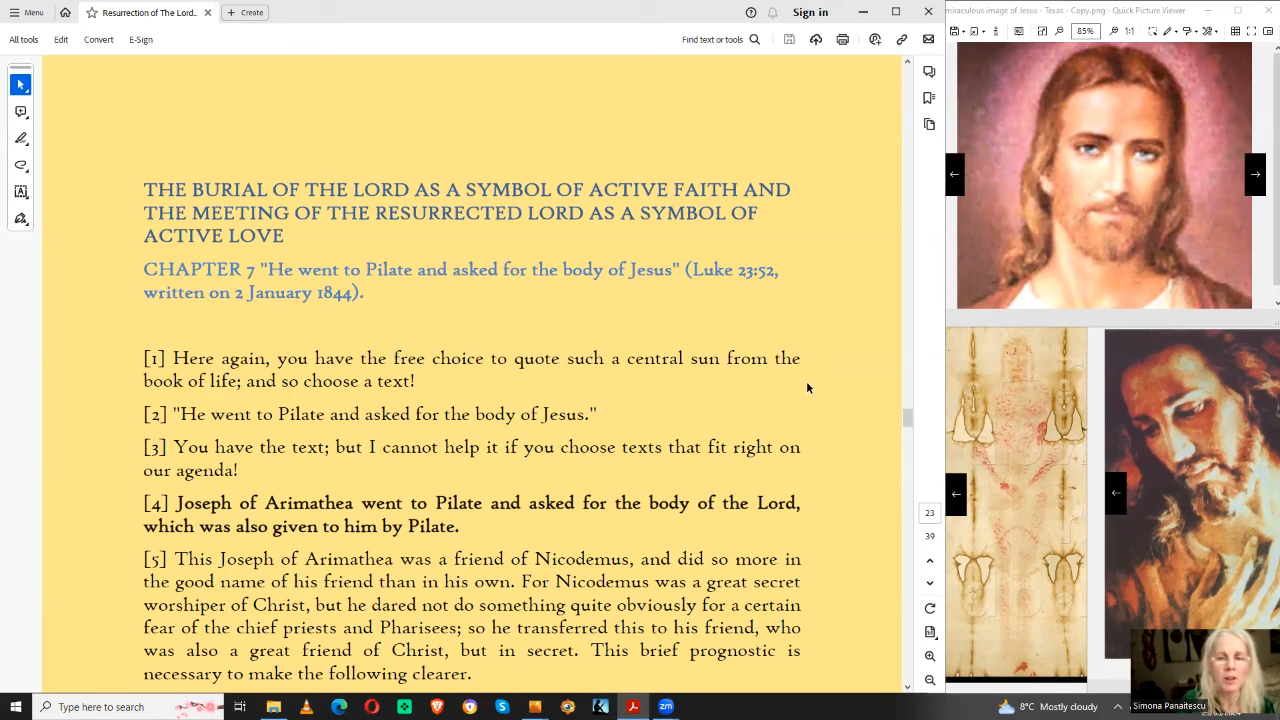 Menu
Resurrection of The Lord...
Create
Sign in
All tools
Edit
Convert
E-Sign
Find text or tools
THE BURIAL OF THE LORD AS A SYMBOL OF ACTIVE FAITH AND
THE MEETING OF THE RESURRECTED LORD AS A SYMBOL OF
ACTIVE LOVE
CHAPTER 7 "He went to Pilate and asked for the body of Jesus" (Luke 23:52,
written on 2 January 1844).
[1] Here again, you have the free choice to quote such a central sun from the
book of life; and so choose a text!
[2] "He went to Pilate and asked for the body of Jesus."
[3] You have the text; but I cannot help it if you choose texts that fit right on
our agenda!
[4] Joseph of Arimathea went to Pilate and asked for the body of the Lord,
which was also given to him by Pilate.
[5] This Joseph of Arimathea was a friend of Nicodemus, and did so more in
the good name of his friend than in his own. For Nicodemus was a great secret
worshiper of Christ, but he dared not do something quite obviously for a certain
fear of the chief priests and Pharisees; so he transferred this to his friend, who
was also a great friend of Christ, but in secret. This brief prognostic is
necessary to make the following clearer.
23
39
miraculous image of Jesus - Texas - Copy.png - Quick Picture Viewer
85%
1:1
Type here to search
8°C Mostly cloudy
Simona Panaitescu